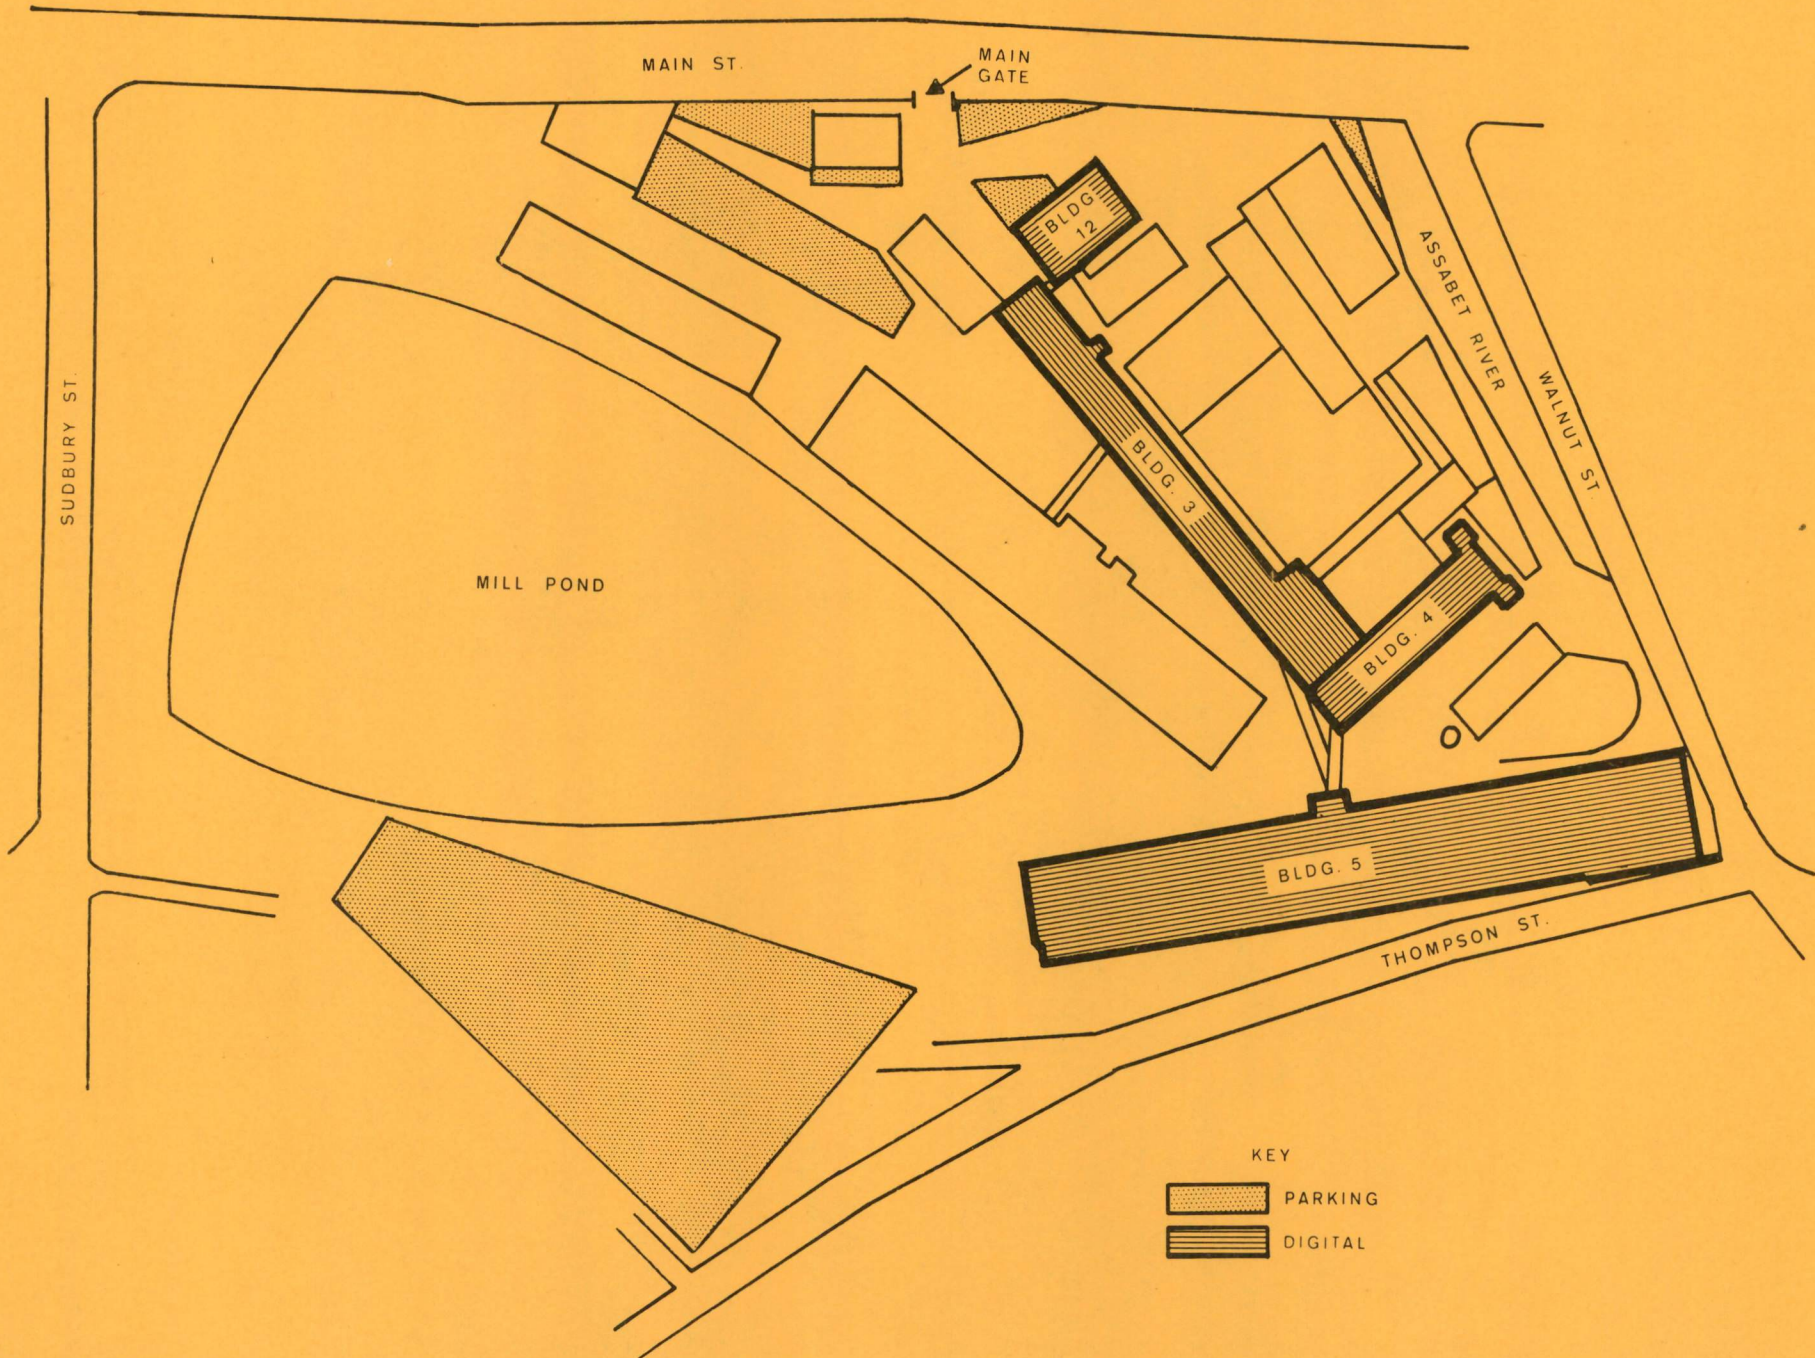 MAIN ST.
MAIN
GATE
BLDG
12
ASSABET RIVER
SUDBURY ST.
WALNUT ST.
BLDG. 3
MILL POND
BLDG. 4
BLDG. 5
THOMPSON ST.
KEY
PARKING
DIGITAL